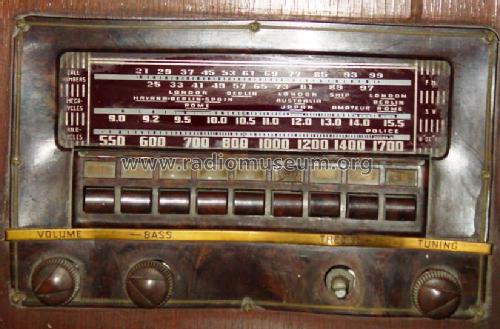 CALL NUMBERS
21 25 37 45 53 61 69 77 85 93 99
F M
25 33 41 49 57 65 73 81 89 97
MEGA- CYCLES
LONDON BERLIN LONDON SHIP LONDON
HAVANA-BERLIN-SPAIN AUSTRALIA BERLIN
ROME JAPAN AMATEUR ROME
S W
9.0 9.2 9.5 10.0 10.5 11.0 12.0 13.0 14.0 15.5
KILO- CYCLES
POLICE
550 600 700 800 1000 1200 1400 1700
www.radiomuseum.org
VOLUME BASS TREBLE TUNING